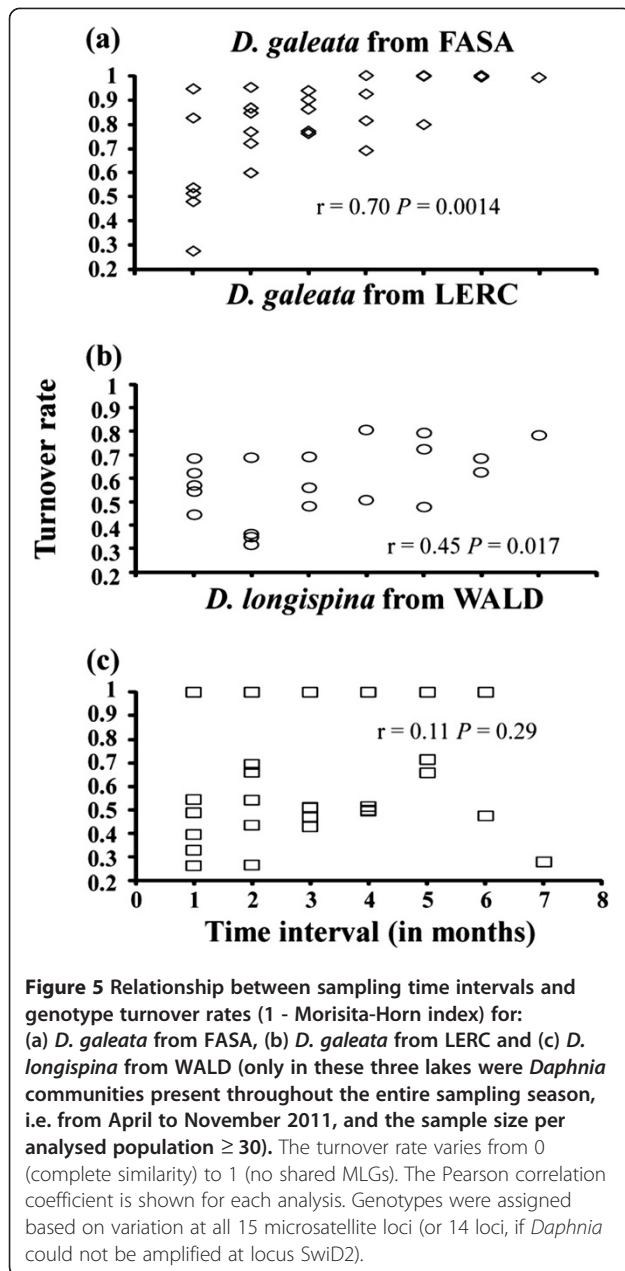 (a)
D. galeata from FASA
1
0.9
0.8
0.7
0.6
0.5
0.4
0.3
0.2
r = 0.70 P = 0.0014
D. galeata from LERC
(b)
1
0.9
0.8
0.7
0.6
0.5
0.4
0.3
0.2
r = 0.45 P = 0.017
Turnover rate
D. longispina from WALD
(c)
1
0.9
0.8
0.7
0.6
0.5
0.4
0.3
0.2
r = 0.11 P = 0.29
0 1 2 3 4 5 6 7 8
Time interval (in months)
Figure 5 Relationship between sampling time intervals and
genotype turnover rates (1 - Morisita-Horn index) for:
(a) D. galeata from FASA, (b) D. galeata from LERC and (c) D.
longispina from WALD (only in these three lakes were Daphnia
communities present throughout the entire sampling season,
i.e. from April to November 2011, and the sample size per
analysed population ≥ 30). The turnover rate varies from 0
(complete similarity) to 1 (no shared MLGs). The Pearson correlation
coefficient is shown for each analysis. Genotypes were assigned
based on variation at all 15 microsatellite loci (or 14 loci, if Daphnia
could not be amplified at locus SwiD2).